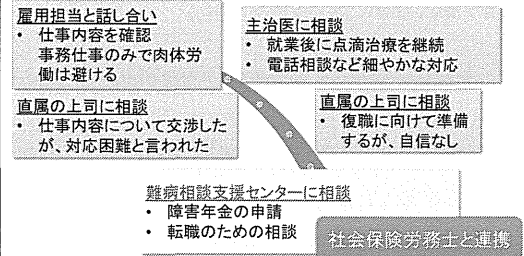 雇用担当と話し合い
• 仕事内容を確認
事務仕事のみで肉体労
働は避ける
主治医に相談
• 就業後に点滴治療を継続
• 電話相談など細やかな対応
直属の上司に相談
• 仕事内容について交渉した
が、対応困難と言われた
直属の上司に相談
• 復職に向けて準備
するが、自信なし
難病相談支援センターに相談
• 障害年金の申請
• 転職のための相談
社会保険労務士と連携